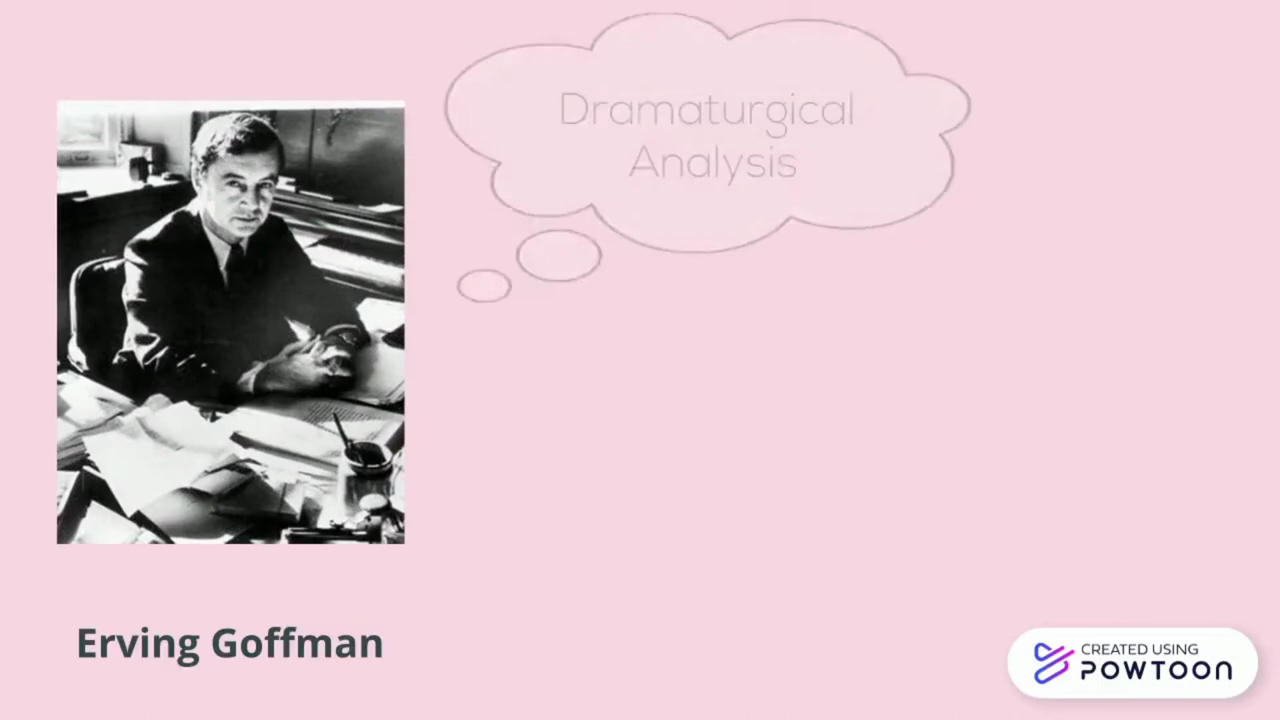 Dramaturgical
Analysis
Erving Goffman
CREATED USING
POWTOON